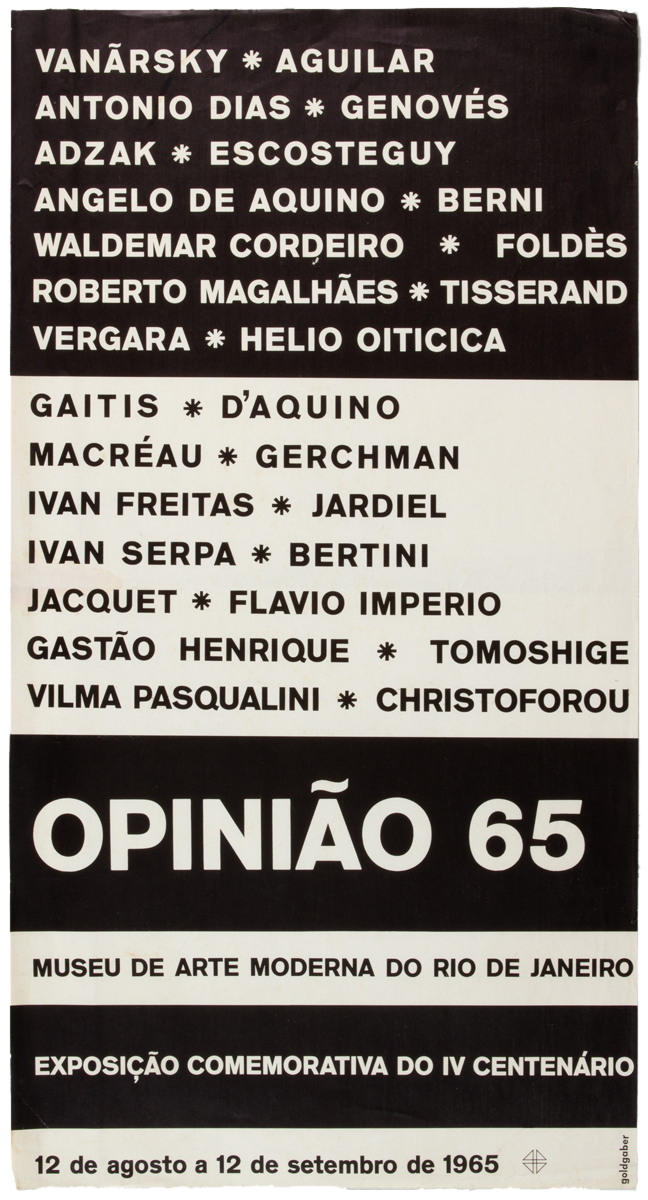 VANÃRSKY * AGUILAR
ANTONIO DIAS * GENOVÉS
ADZAK * ESCOSTEGUY
ANGELO DE AQUINO * BERNI
WALDEMAR CORDEIRO * FOLDÈS
ROBERTO MAGALHÃES * TISSERAND
VERGARA * HELIO OITICICA
GAITIS * D’AQUINO
MACRÉAU * GERCHMAN
IVAN FREITAS * JARDIEL
IVAN SERPA * BERTINI
JACQUET * FLAVIO IMPERIO
GASTÃO HENRIQUE * TOMOSHIGE
VILMA PASQUALINI * CHRISTOFOROU
OPINIÃO 65
MUSEU DE ARTE MODERNA DO RIO DE JANEIRO
EXPOSIÇÃO COMEMORATIVA DO IV CENTENÁRIO
12 de agosto a 12 de setembro de 1965
goldgaber